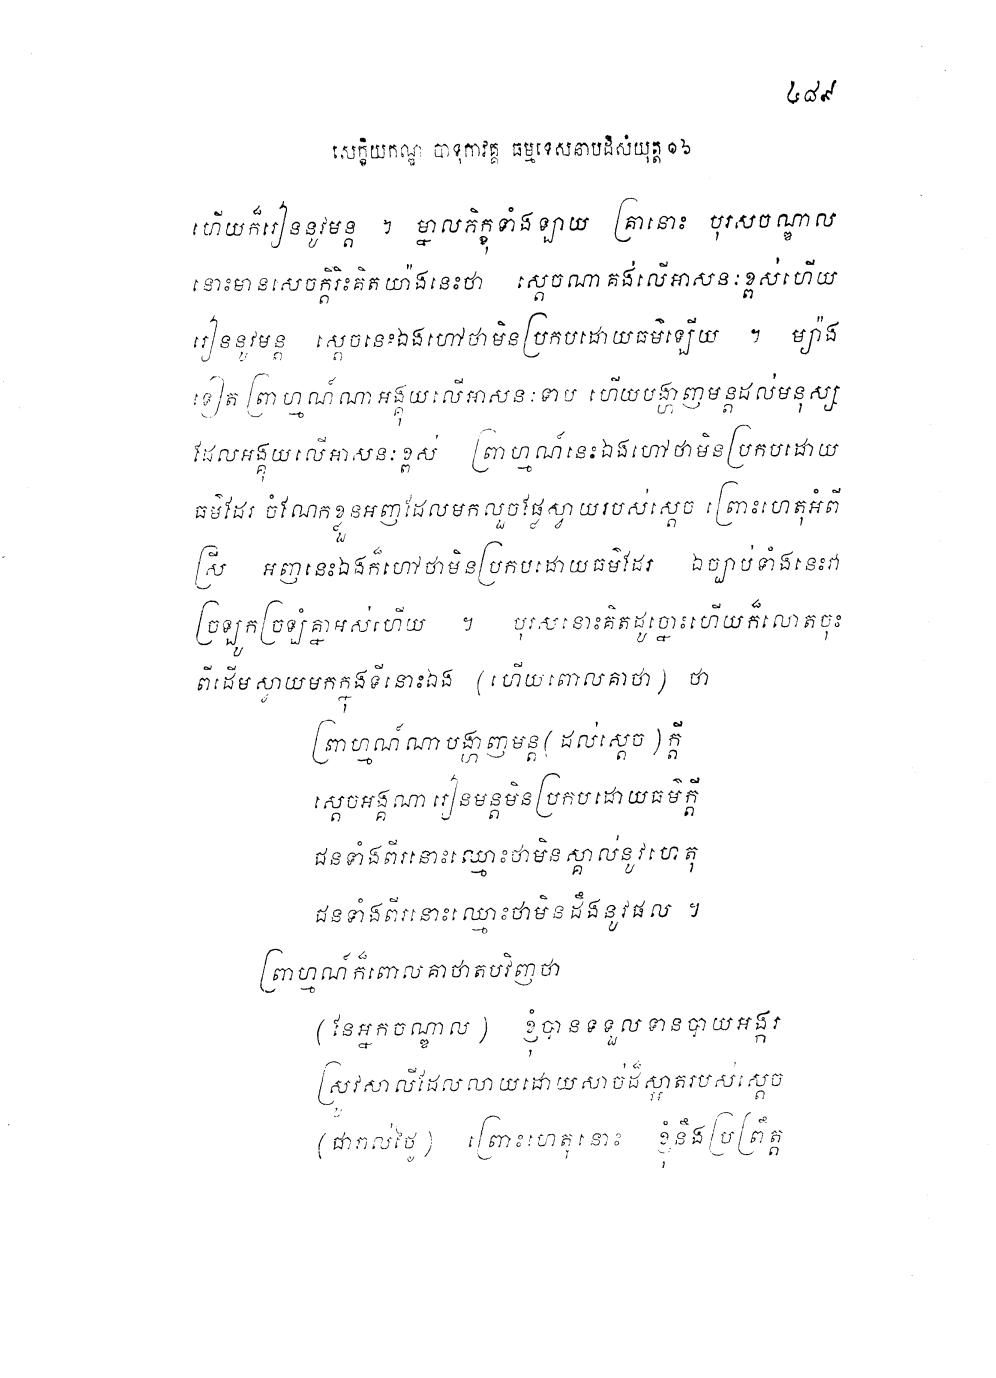 ៤៨៩
សេក្ខិយកណ្ឌ បាទុកាវគ្គ ធម្មទេសនាបដិសំយុត្ត១៦
ហើយក៏រៀននូវមន្ត ។ ម្នាលភិក្ខុទាំងឡាយ គ្រានោះ បុរសចណ្ឌាល
នោះមានសេចក្តីរិះគិតយ៉ាងនេះថា ស្តេចណាគង់លើអាសនៈខ្ពស់ហើយ
រៀននូវមន្ត ស្តេចនេះឯងហៅថាមិនប្រកបដោយធម៌ឡើយ ។ ម្យ៉ាង
ទៀត ព្រាហ្មណ៍ណាអង្គុយលើអាសនៈទាប ហើយបង្ហាញមន្តដល់មនុស្ស
ដែលអង្គុយលើអាសនៈខ្ពស់ ព្រាហ្មណ៍នេះឯងហៅថាមិនប្រកបដោយ
ធម៌ដែរ ចំណែកខ្លួនអញដែលមកលួចផ្លែស្វាយរបស់ស្តេច ព្រោះហេតុអំពី
ស្រី អញនេះឯងក៏ហៅថាមិនប្រកបដោយធម៌ដែរ ឯច្បាប់ទាំងនេះវា
ច្រឡូកច្រឡំគ្នាអស់ហើយ ។ បុរសនោះគិតដូច្នោះហើយក៏លោតចុះ
ពីដើមស្វាយមកក្នុងទីនោះឯង (ហើយពោលគាថា) ថា
ព្រាហ្មណ៍ណាបង្ហាញមន្ត (ដល់ស្តេច) ក្តី
ស្តេចអង្គណារៀនមន្តមិនប្រកបដោយធម៌ក្តី
ជនទាំងពីរនោះឈ្មោះថាមិនស្គាល់នូវហេតុ
ជនទាំងពីរនោះឈ្មោះថាមិនដឹងនូវផល ។
ព្រាហ្មណ៍ក៏ពោលគាថាតបវិញថា
(នែអ្នកចណ្ឌាល) ខ្ញុំបានទទួលទានបាយអង្ករ
ស្រូវសាលីដែលលាយដោយសាច់ដ៏ស្អាតរបស់ស្តេច
(ជារាល់ថ្ងៃ) ព្រោះហេតុនោះ ខ្ញុំនឹងប្រព្រឹត្ត